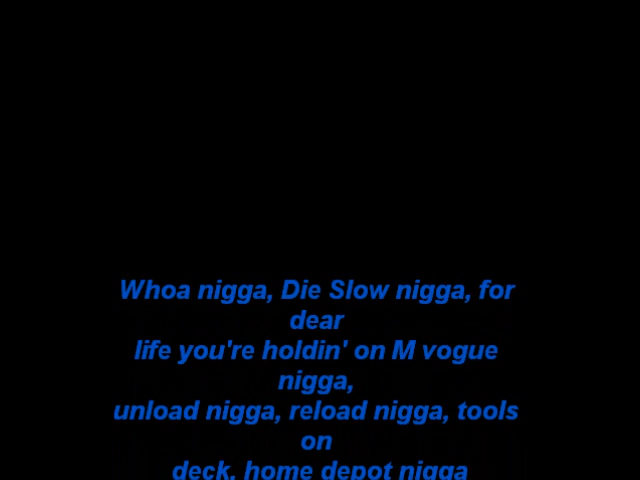 Whoa nigga, Die Slow nigga, for
dear
life you're holdin' on M vogue
nigga,
unload nigga, reload nigga, tools
on
deck, home depot nigga